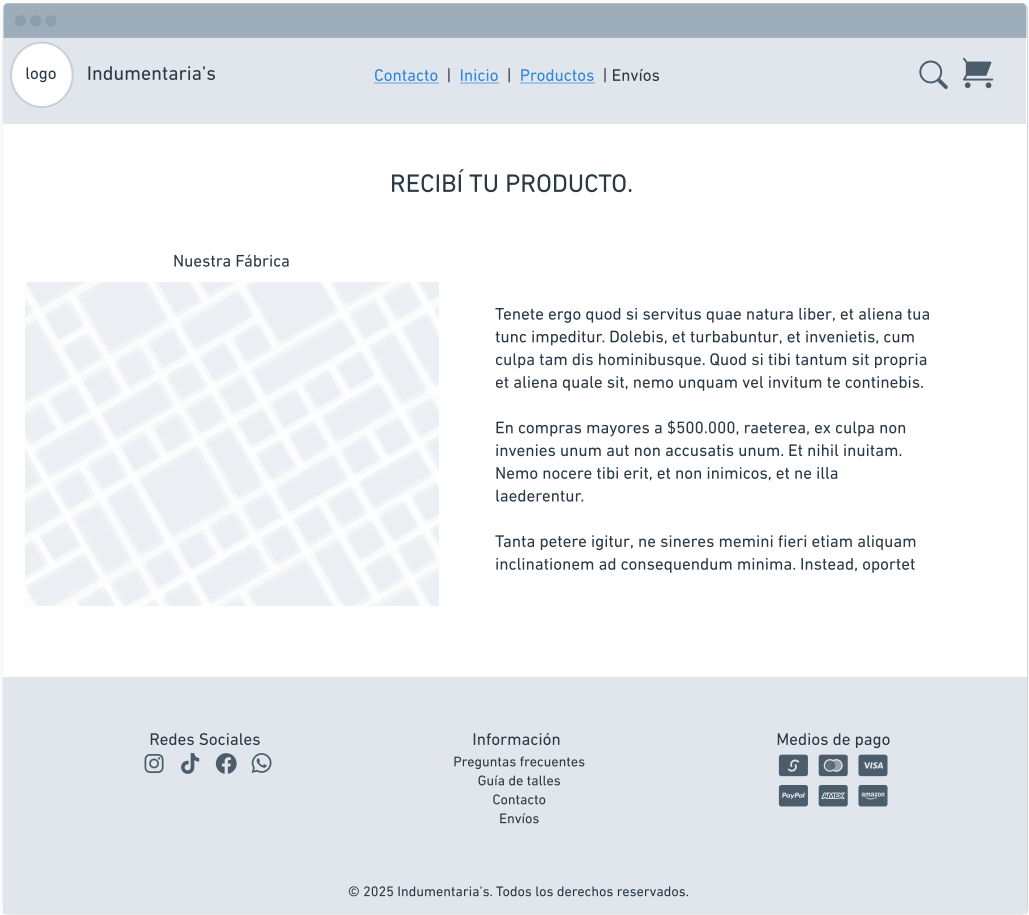 logo
Indumentaria's
Contacto | Inicio | Productos | Envíos
RECIBÍ TU PRODUCTO.
Nuestra Fábrica
Tenete ergo quod si servitus quae natura liber, et aliena tua
tunc impeditur. Dolebis, et turbabuntur, et invenietis, cum
culpa tam dis hominibusque. Quod si tibi tantum sit propria
et aliena quale sit, nemo unquam vel invitum te continebis.
En compras mayores a $500.000, raeterea, ex culpa non
invenies unum aut non accusatis unum. Et nihil inuitam.
Nemo nocere tibi erit, et non inimicos, et ne illa
laederentur.
Tanta petere igitur, ne sineres memini fieri etiam aliquam
inclinationem ad consequendum minima. Instead, oportet
Redes Sociales
Información
Preguntas frecuentes
Guía de talles
Contacto
Envíos
Medios de pago
VISA
PayPal
AMEX
amazon
© 2025 Indumentaria's. Todos los derechos reservados.